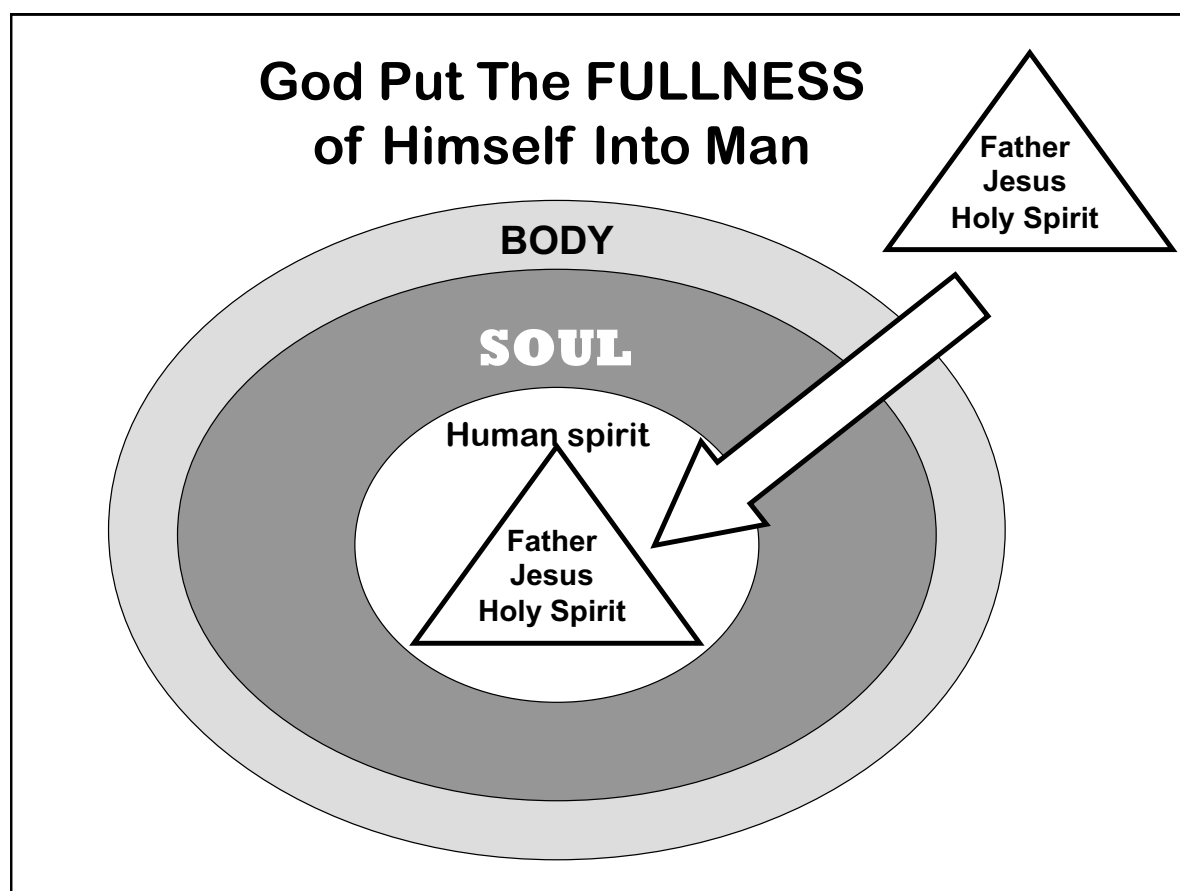 God Put The FULLNESS
of Himself Into Man
Father
Jesus
Holy Spirit
BODY
SOUL
Human spirit
Father
Jesus
Holy Spirit